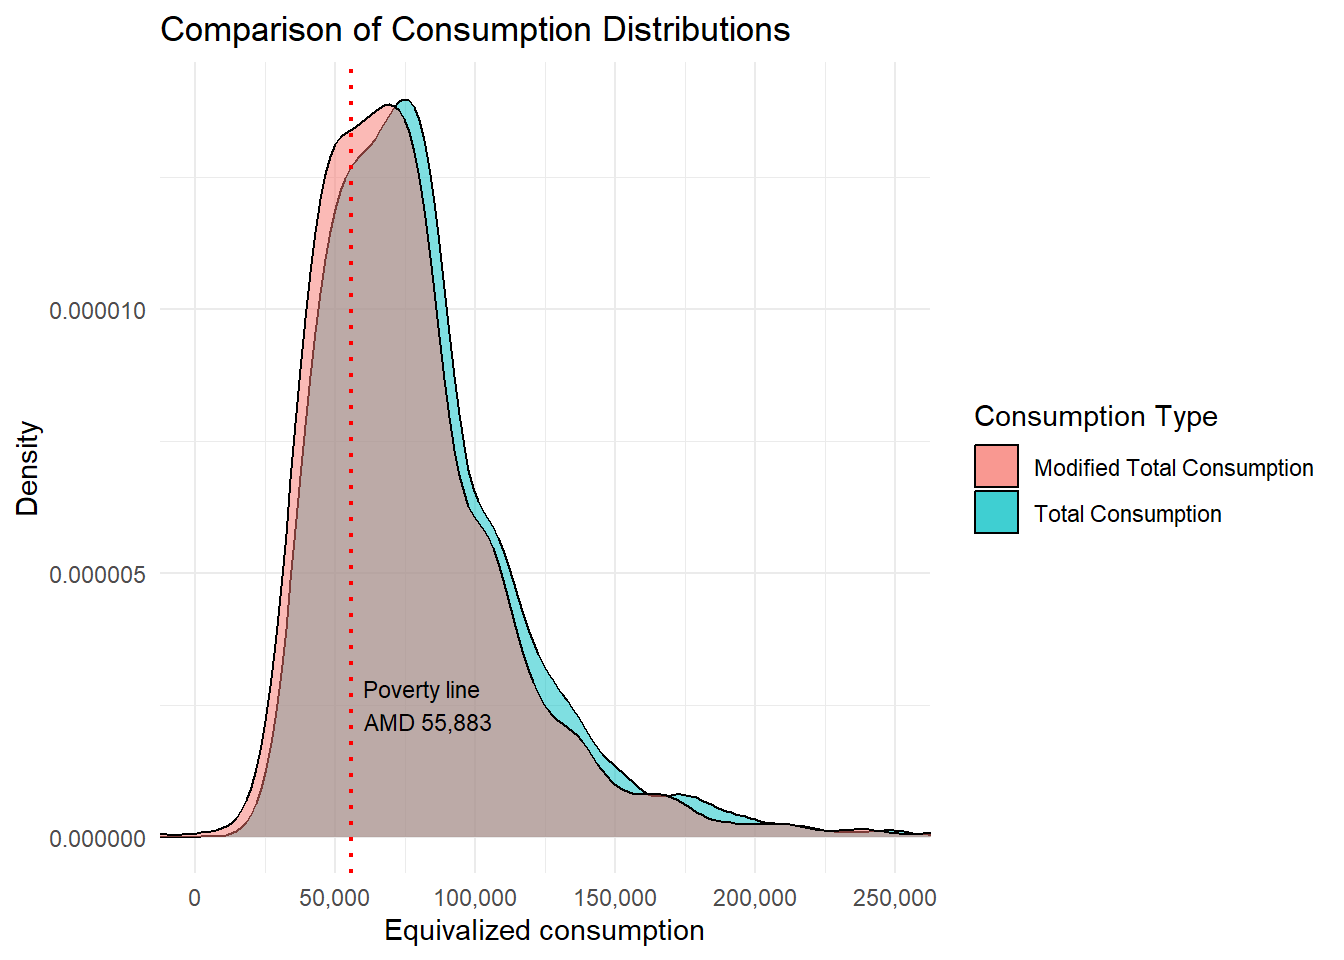 Comparison of Consumption Distributions
0.000010
0.000005
0.000000
Density
Poverty line
AMD 55,883
0
50,000
100,000
150,000
200,000
250,000
Equivalized consumption
Consumption Type
Modified Total Consumption
Total Consumption